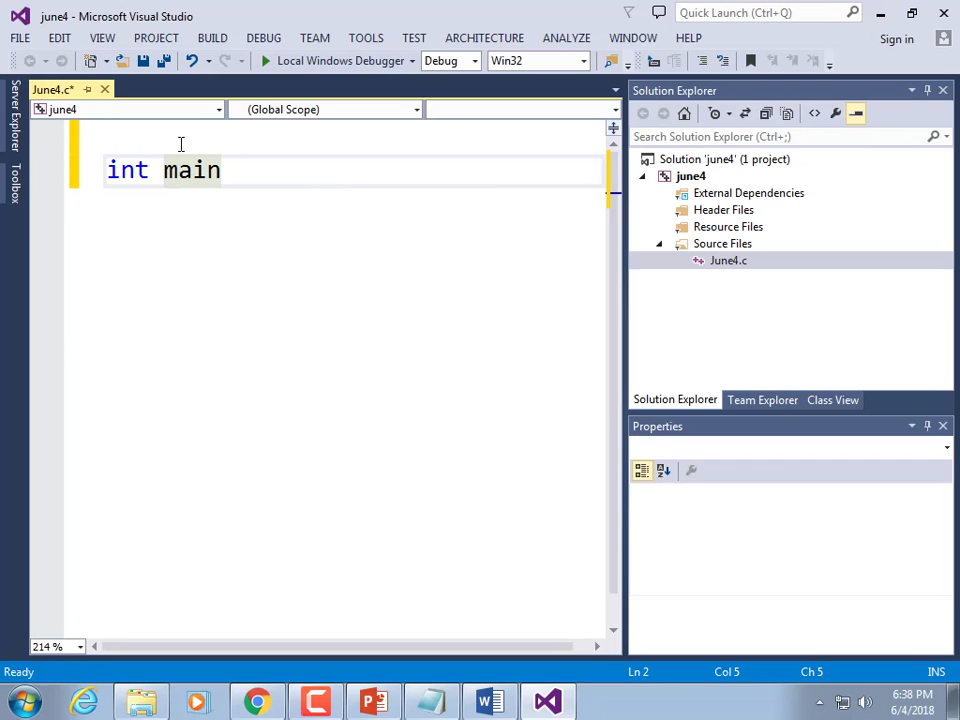 june4 - Microsoft Visual Studio
Quick Launch (Ctrl+Q)
FILE EDIT VIEW PROJECT BUILD DEBUG TEAM TOOLS TEST ARCHITECTURE ANALYZE WINDOW HELP Sign in
Local Windows Debugger Debug Win32
Server Explorer
Toolbox
June4.c*
june4 (Global Scope)
int main
214 %
Solution Explorer
Search Solution Explorer (Ctrl+;)
Solution 'june4' (1 project)
june4
External Dependencies
Header Files
Resource Files
Source Files
June4.c
Solution Explorer Team Explorer Class View
Properties
Ready Ln 2 Col 5 Ch 5 INS
6:38 PM
6/4/2018